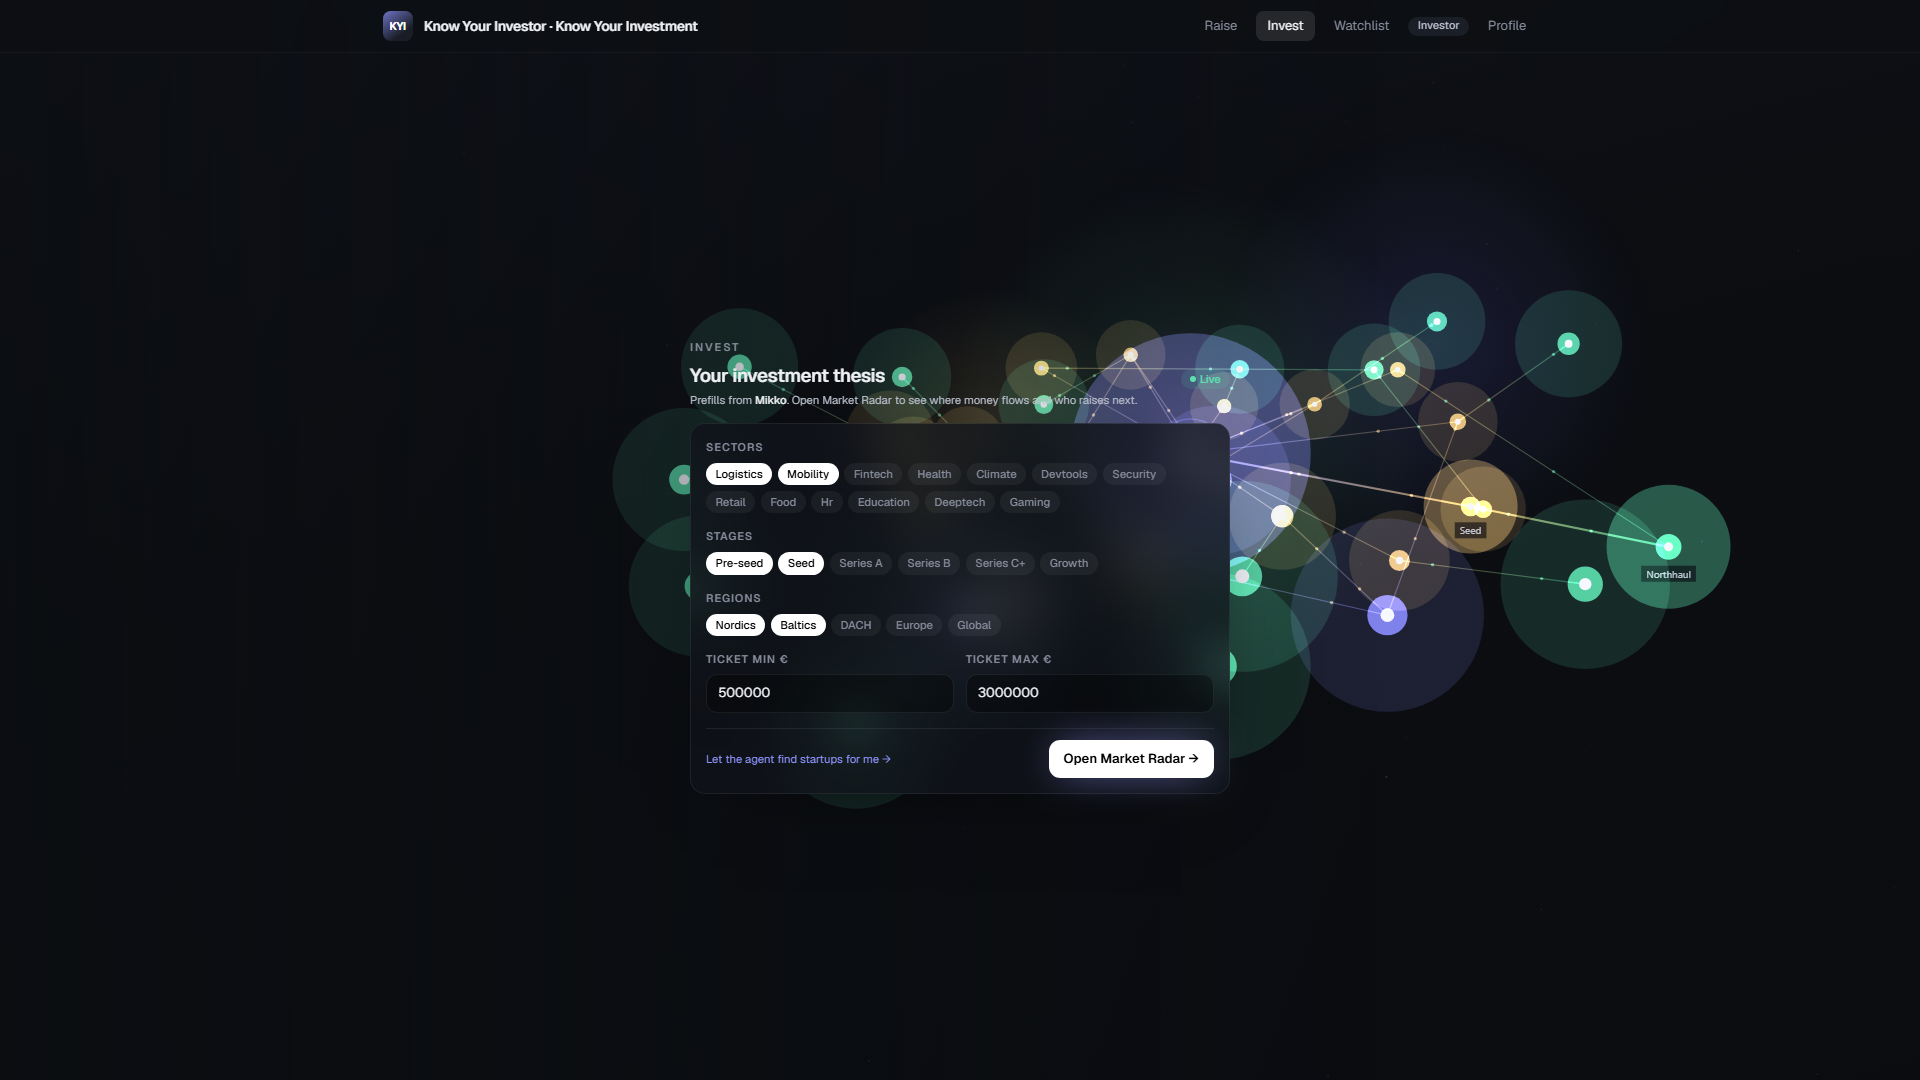 KYI Know Your Investor · Know Your Investment Raise Invest Watchlist Investor Profile
INVEST
Your investment thesis
Live
Prefills from Mikko. Open Market Radar to see where money flows and who raises next.
SECTORS
Logistics Mobility Fintech Health Climate Devtools Security
Retail Food Hr Education Deeptech Gaming
STAGES
Pre-seed Seed Series A Series B Series C+ Growth
REGIONS
Nordics Baltics DACH Europe Global
TICKET MIN € TICKET MAX €
500000 3000000
Let the agent find startups for me →
Open Market Radar →
Seed
Northhaul